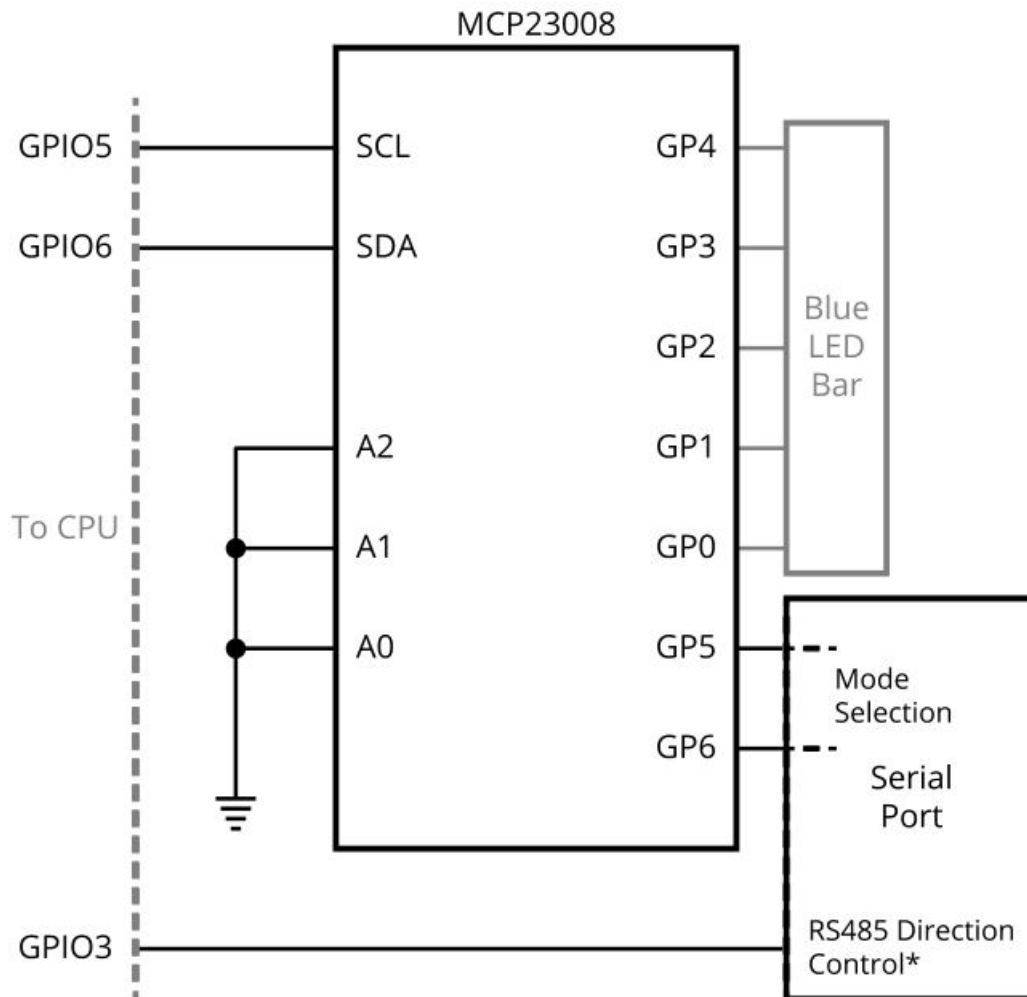 MCP23008
GPIO5
SCL
GP4
GPIO6
SDA
GP3
Blue
LED
Bar
GP2
A2
GP1
To CPU
A1
GP0
A0
GP5
Mode
Selection
GP6
Serial
Port
GPIO3
RS485 Direction
Control*